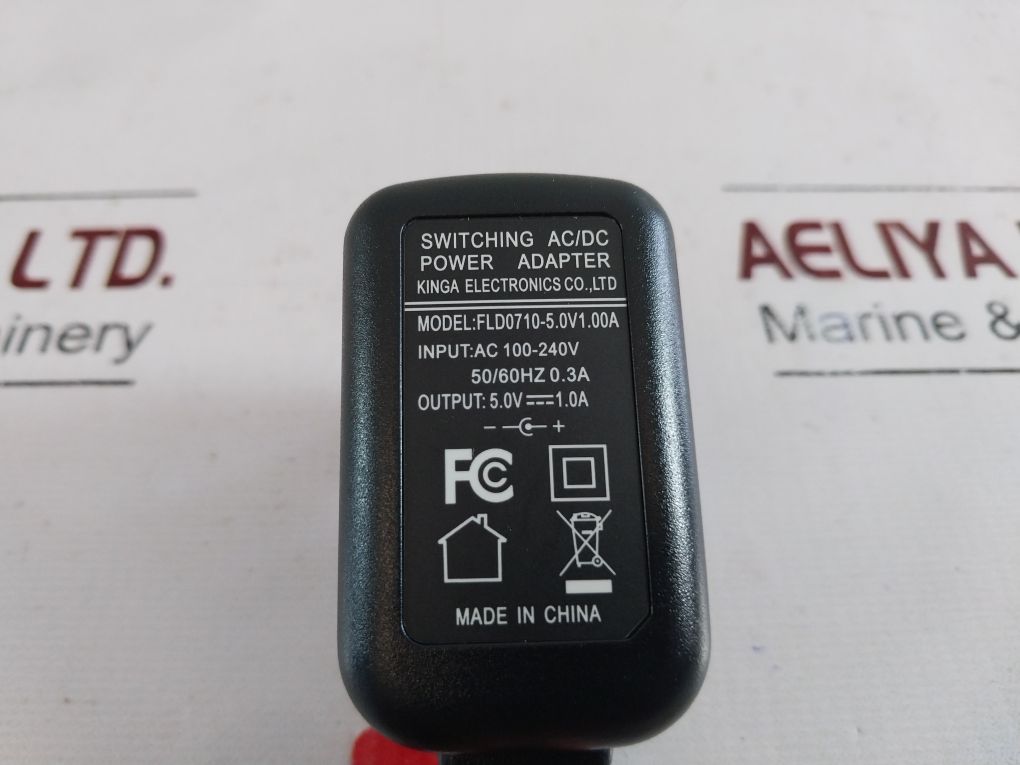 LTD.
inery
AELIYA
Marine &
SWITCHING AC/DC
POWER ADAPTER
KINGA ELECTRONICS CO.,LTD
MODEL:FLD0710-5.0V1.00A
INPUT:AC 100-240V
50/60HZ 0.3A
OUTPUT: 5.0V⎓1.0A
- +
FC
MADE IN CHINA